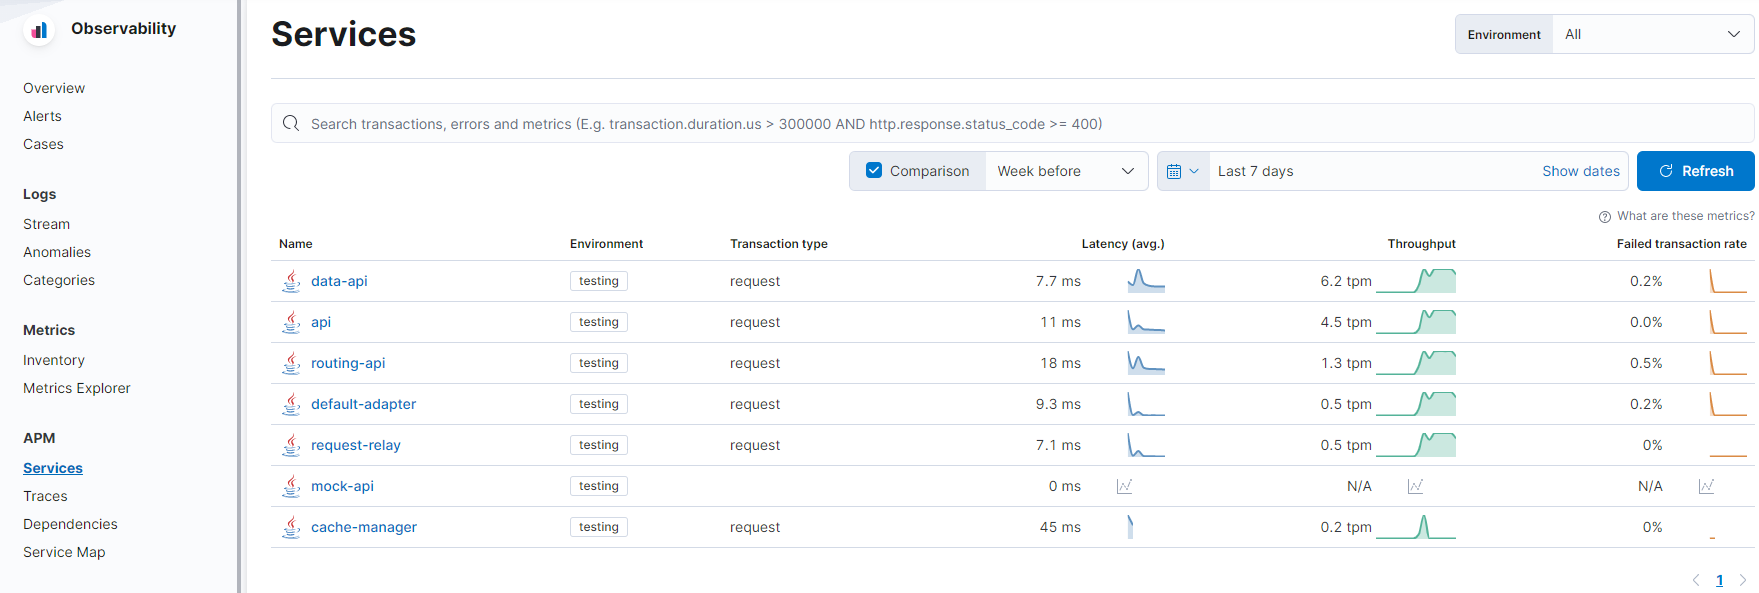 Observability
Overview
Alerts
Cases
Logs
Stream
Anomalies
Categories
Metrics
Inventory
Metrics Explorer
APM
Services
Traces
Dependencies
Service Map
Services
Environment All
Search transactions, errors and metrics (E.g. transaction.duration.us > 300000 AND http.response.status_code >= 400)
Comparison Week before Last 7 days Show dates Refresh
What are these metrics?
Name Environment Transaction type Latency (avg.) Throughput Failed transaction rate
data-api testing request 7.7 ms 6.2 tpm 0.2%
api testing request 11 ms 4.5 tpm 0.0%
routing-api testing request 18 ms 1.3 tpm 0.5%
default-adapter testing request 9.3 ms 0.5 tpm 0.2%
request-relay testing request 7.1 ms 0.5 tpm 0%
mock-api testing 0 ms N/A N/A
cache-manager testing request 45 ms 0.2 tpm 0%
1